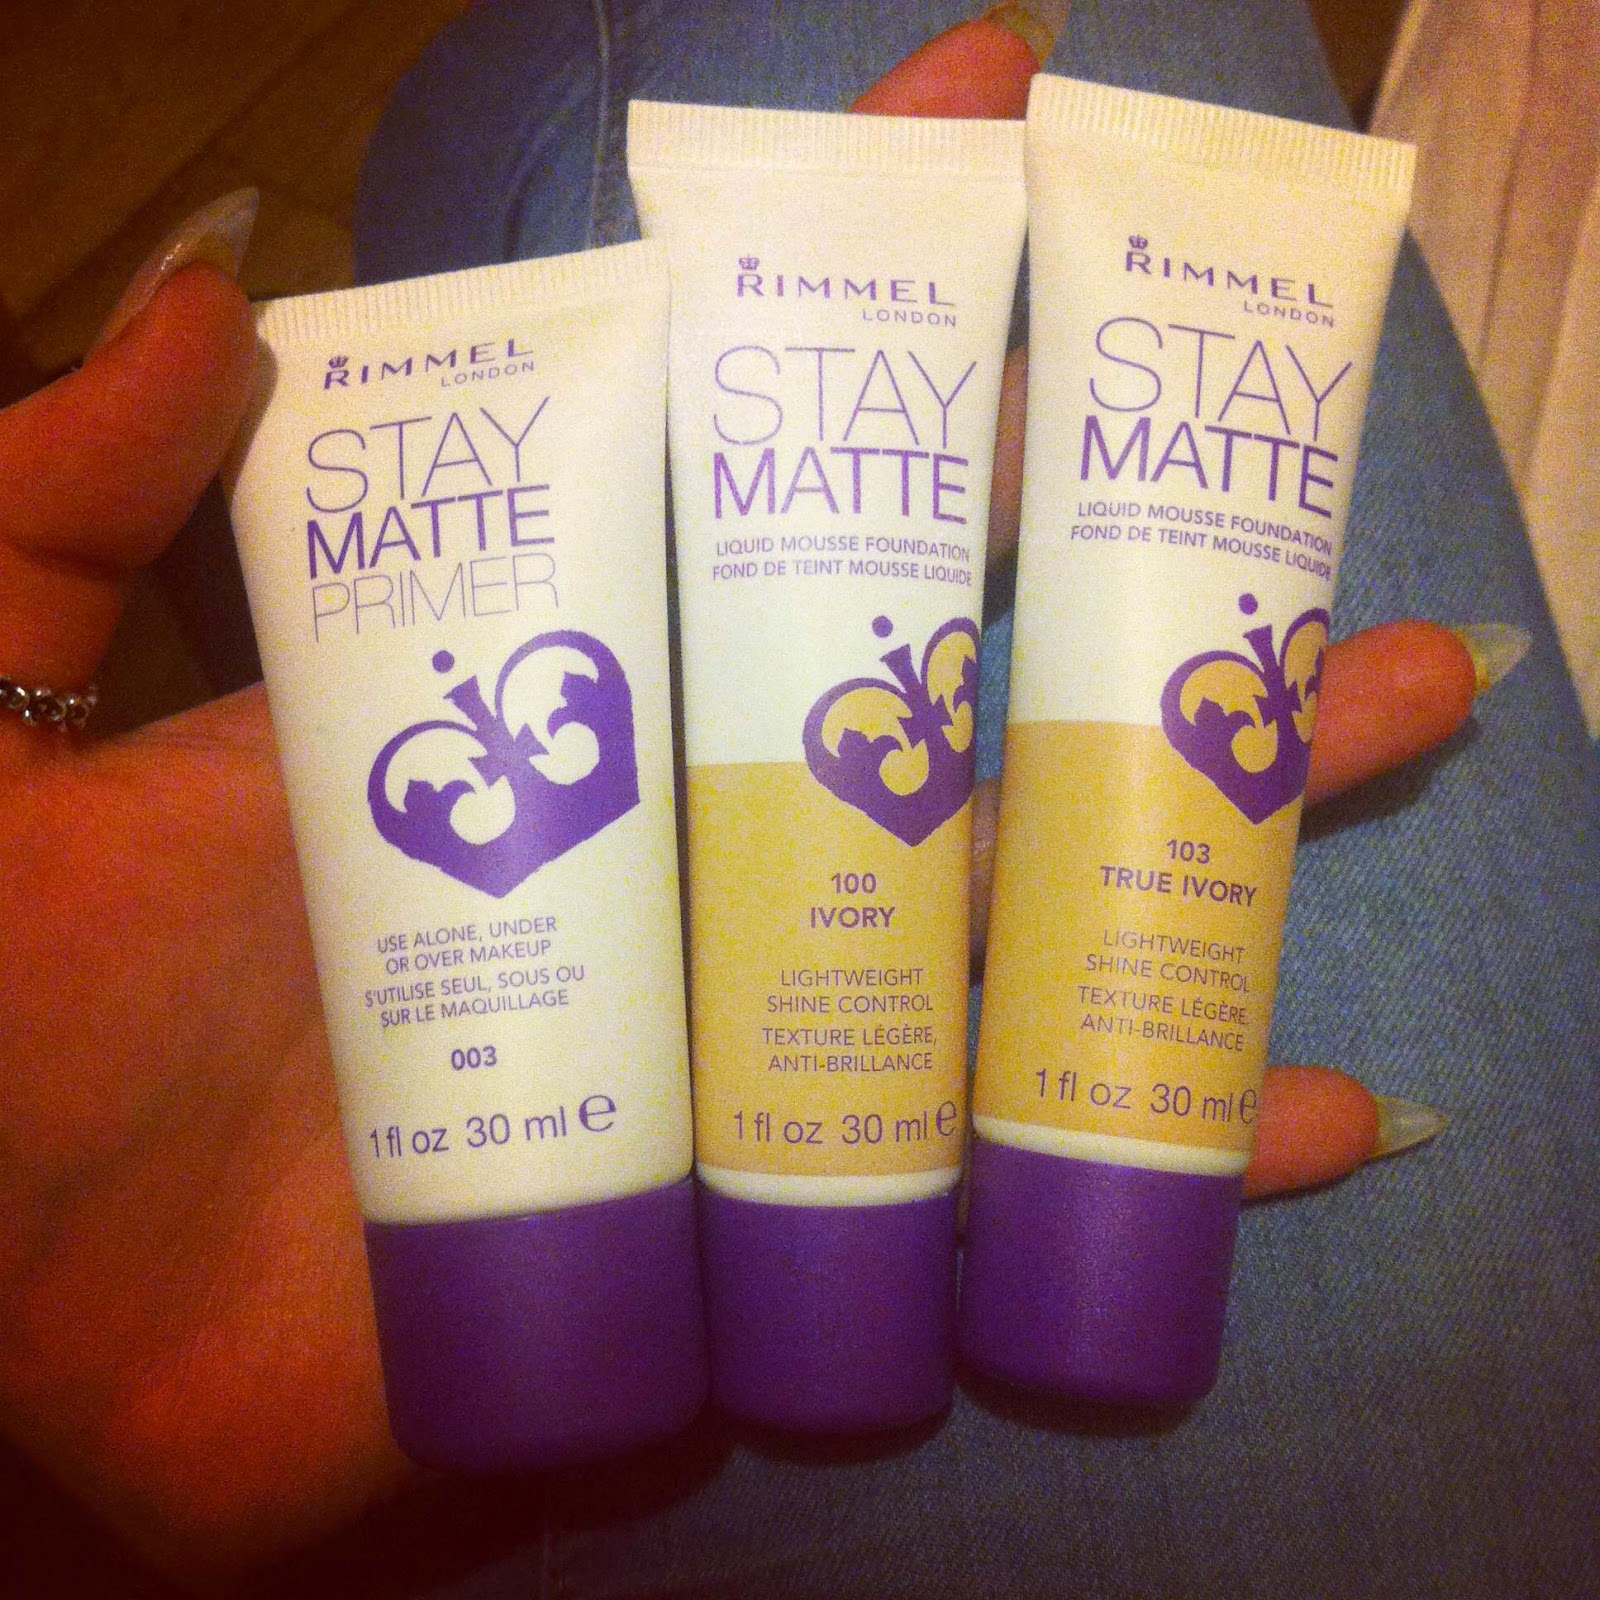 RIMMEL
LONDON
STAY
MATTE
PRIMER
USE ALONE, UNDER
OR OVER MAKEUP
S'UTILISE SEUL, SOUS OU
SUR LE MAQUILLAGE
003
1 fl oz 30 ml e
RIMMEL
LONDON
STAY
MATTE
LIQUID MOUSSE FOUNDATION
FOND DE TEINT MOUSSE LIQUIDE
100
IVORY
LIGHTWEIGHT
SHINE CONTROL
TEXTURE LÉGÈRE,
ANTI-BRILLANCE
1 fl oz 30 ml e
RIMMEL
LONDON
STAY
MATTE
LIQUID MOUSSE FOUNDATION
FOND DE TEINT MOUSSE LIQUIDE
103
TRUE IVORY
LIGHTWEIGHT
SHINE CONTROL
TEXTURE LÉGÈRE,
ANTI-BRILLANCE
1 fl oz 30 ml e